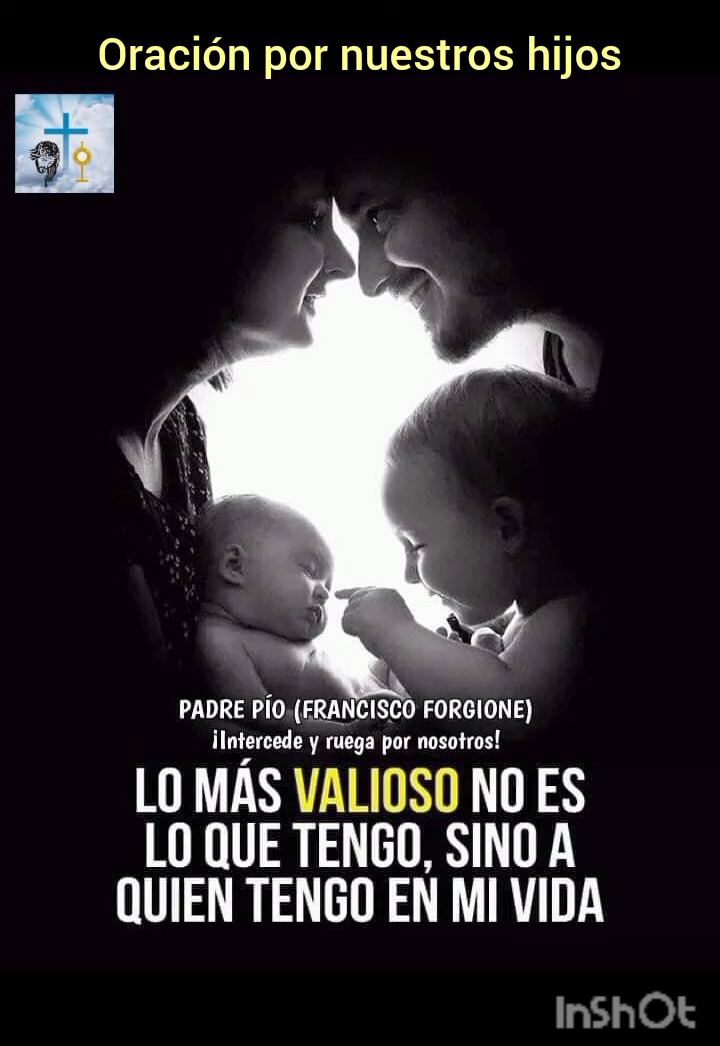 Oración por nuestros hijos
PADRE PÍO (FRANCISCO FORGIONE)
¡Intercede y ruega por nosotros!
LO MÁS VALIOSO NO ES
LO QUE TENGO, SINO A
QUIEN TENGO EN MI VIDA
InShOt